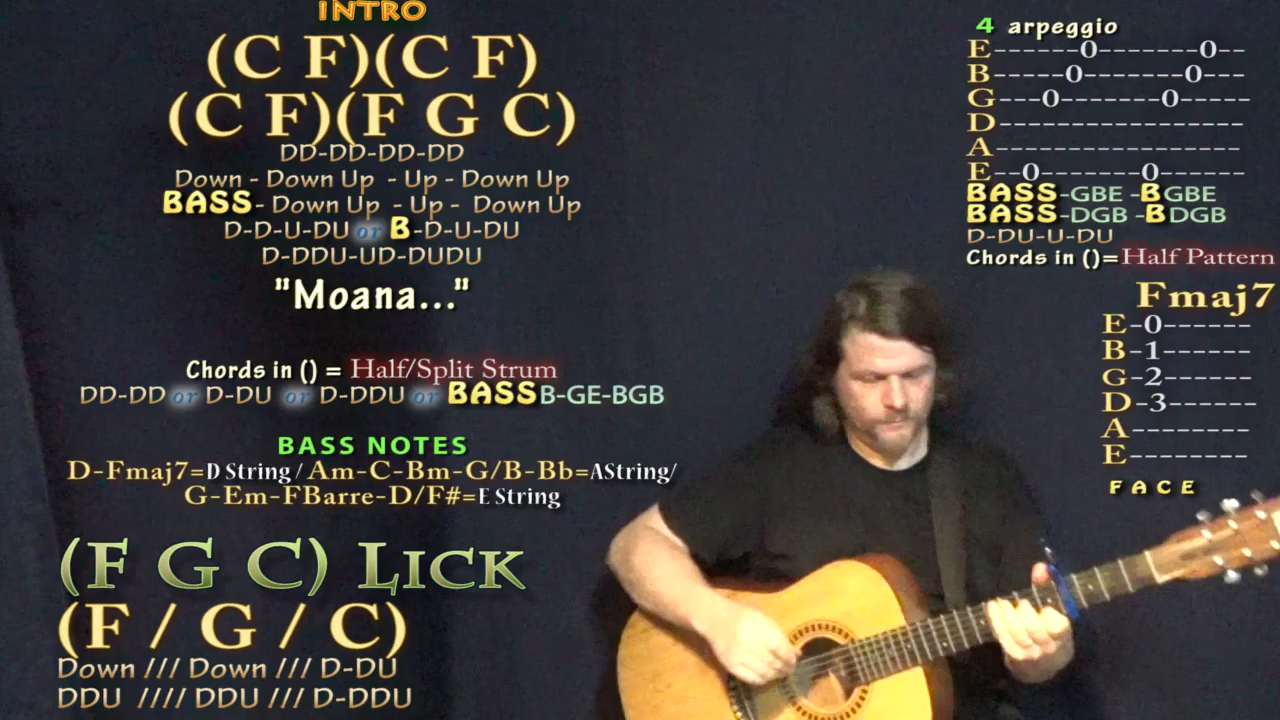 INTRO
(C F)(C F)
(C F)(F G C)
DD-DD-DD-DD
Down - Down Up - Up - Down Up
BASS- Down Up - Up - Down Up
D-D-U-DU or B-D-U-DU
D-DDU-UD-DUDU
"Moana..."
Chords in () = Half/Split Strum
DD-DD or D-DU or D-DDU or BASSB-GE-BGB
BASS NOTES
D-Fmaj7=D String / Am-C-Bm-G/B-Bb=AString/
G-Em-FBarre-D/F#=E String
(F G C) Lick
(F / G / C)
Down /// Down /// D-DU
DDU //// DDU /// D-DDU
4 arpeggio
E------0-------0--
B-----0-------0---
G---0-------0-----
D-----------------
A-----------------
E--0-------0------
BASS-GBE -BGBE
BASS-DGB -BDGB
D-DU-U-DU
Chords in ()=Half Pattern
Fmaj7
E-0------
B-1------
G-2------
D-3------
A--------
E--------
F A C E